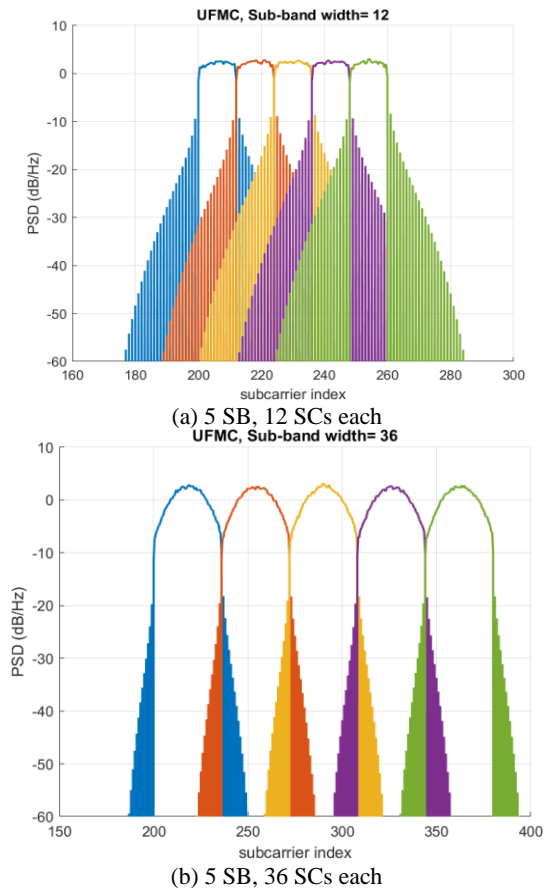 UFMC, Sub-band width= 12
10
0
-10
-20
-30
-40
-50
-60
PSD (dB/Hz)
160 180 200 220 240 260 280 300
subcarrier index
(a) 5 SB, 12 SCs each
UFMC, Sub-band width= 36
10
0
-10
-20
-30
-40
-50
-60
PSD (dB/Hz)
150 200 250 300 350 400
subcarrier index
(b) 5 SB, 36 SCs each